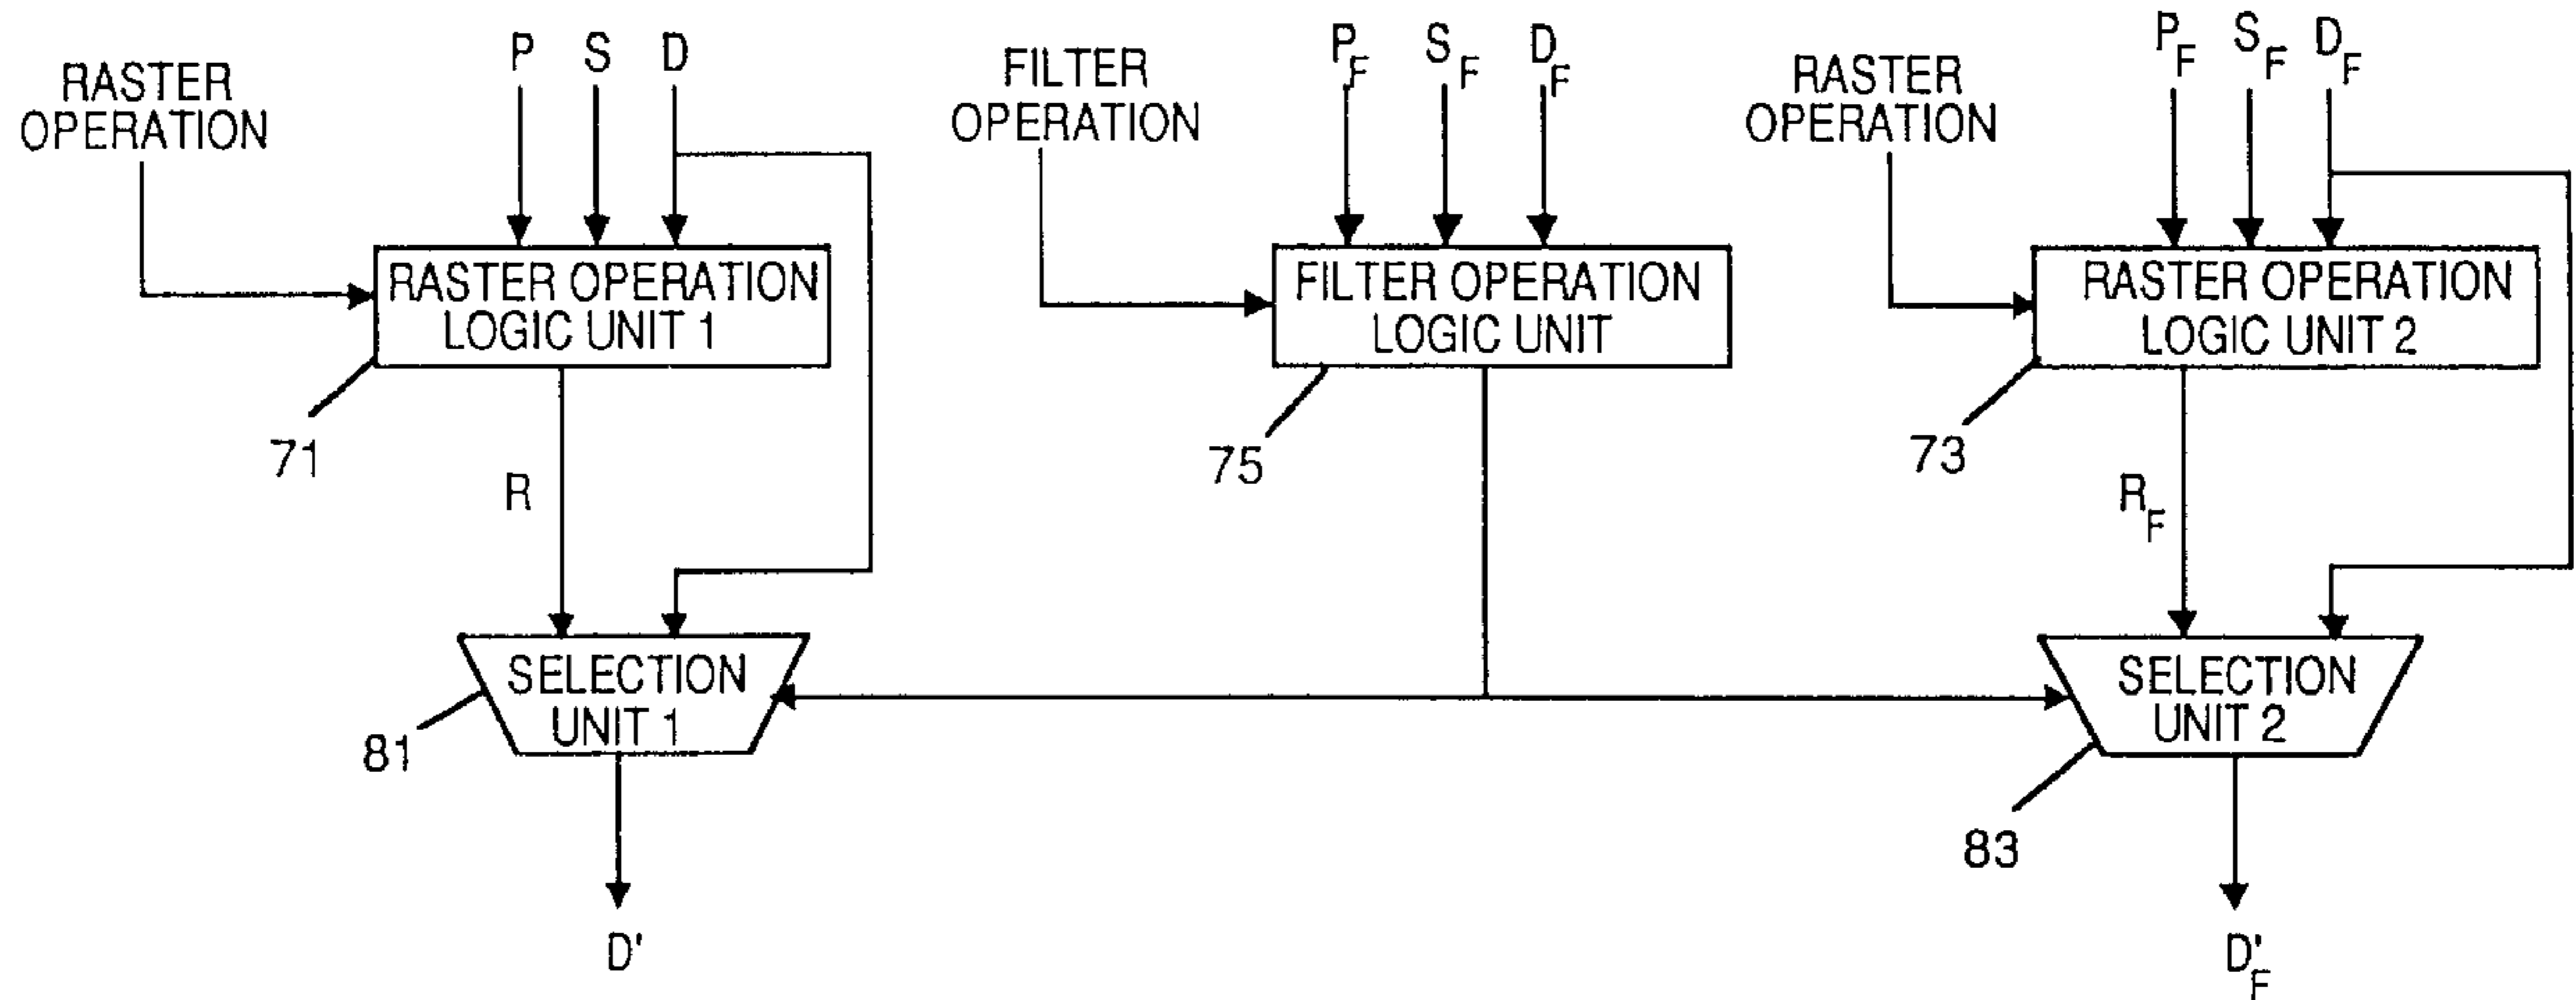 RASTER
OPERATION
P S D
FILTER
OPERATION
P_F S_F D_F
RASTER
OPERATION
P_F S_F D_F
RASTER OPERATION
LOGIC UNIT 1
FILTER OPERATION
LOGIC UNIT
RASTER OPERATION
LOGIC UNIT 2
71
75
73
R
R_F
SELECTION
UNIT 1
SELECTION
UNIT 2
81
83
D'
D'_F